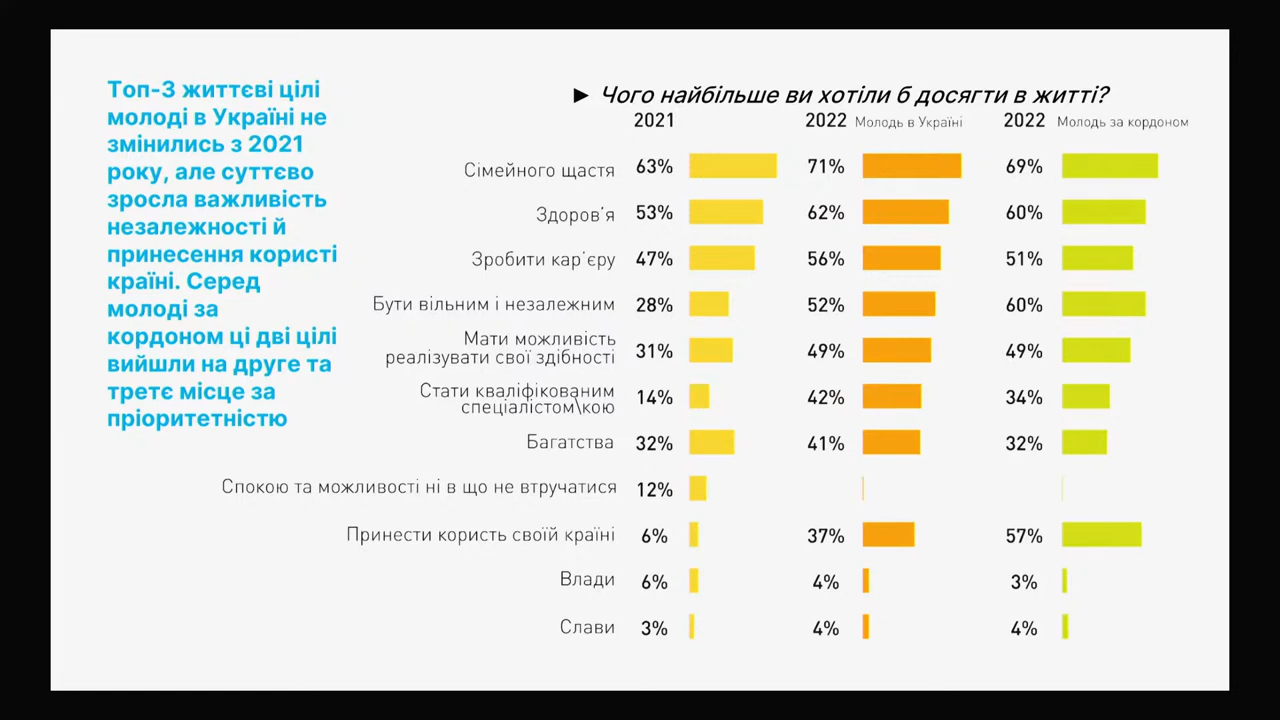 Топ-3 життєві цілі
молоді в Україні не
змінились з 2021
року, але суттєво
зросла важливість
незалежності й
принесення користі
країні. Серед
молоді за
кордоном ці дві цілі
вийшли на друге та
третє місце за
пріоритетністю
► Чого найбільше ви хотіли б досягти в житті?
2021 2022 Молодь в Україні 2022 Молодь за кордоном
Сімейного щастя 63% 71% 69%
Здоров'я 53% 62% 60%
Зробити кар'єру 47% 56% 51%
Бути вільним і незалежним 28% 52% 60%
Мати можливість
реалізувати свої здібності 31% 49% 49%
Стати кваліфікованим
спеціалістом\кою 14% 42% 34%
Багатства 32% 41% 32%
Спокою та можливості ні в що не втручатися 12%
Принести користь своїй країні 6% 37% 57%
Влади 6% 4% 3%
Слави 3% 4% 4%